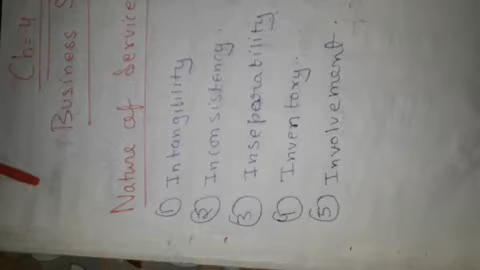 Ch=4
Business S
Nature of Service
① Intangibility
② Inconsistency.
③ Inseparability
④ Inventory.
⑤ Involvement.